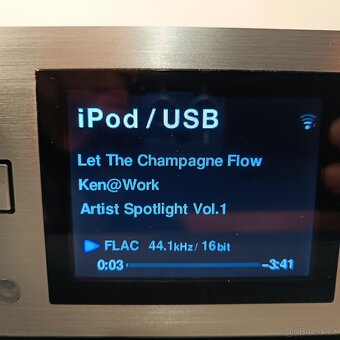 iPod / USB
Let The Champagne Flow
Ken@Work
Artist Spotlight Vol.1
FLAC 44.1kHz/ 16bit
0:03 -3:41